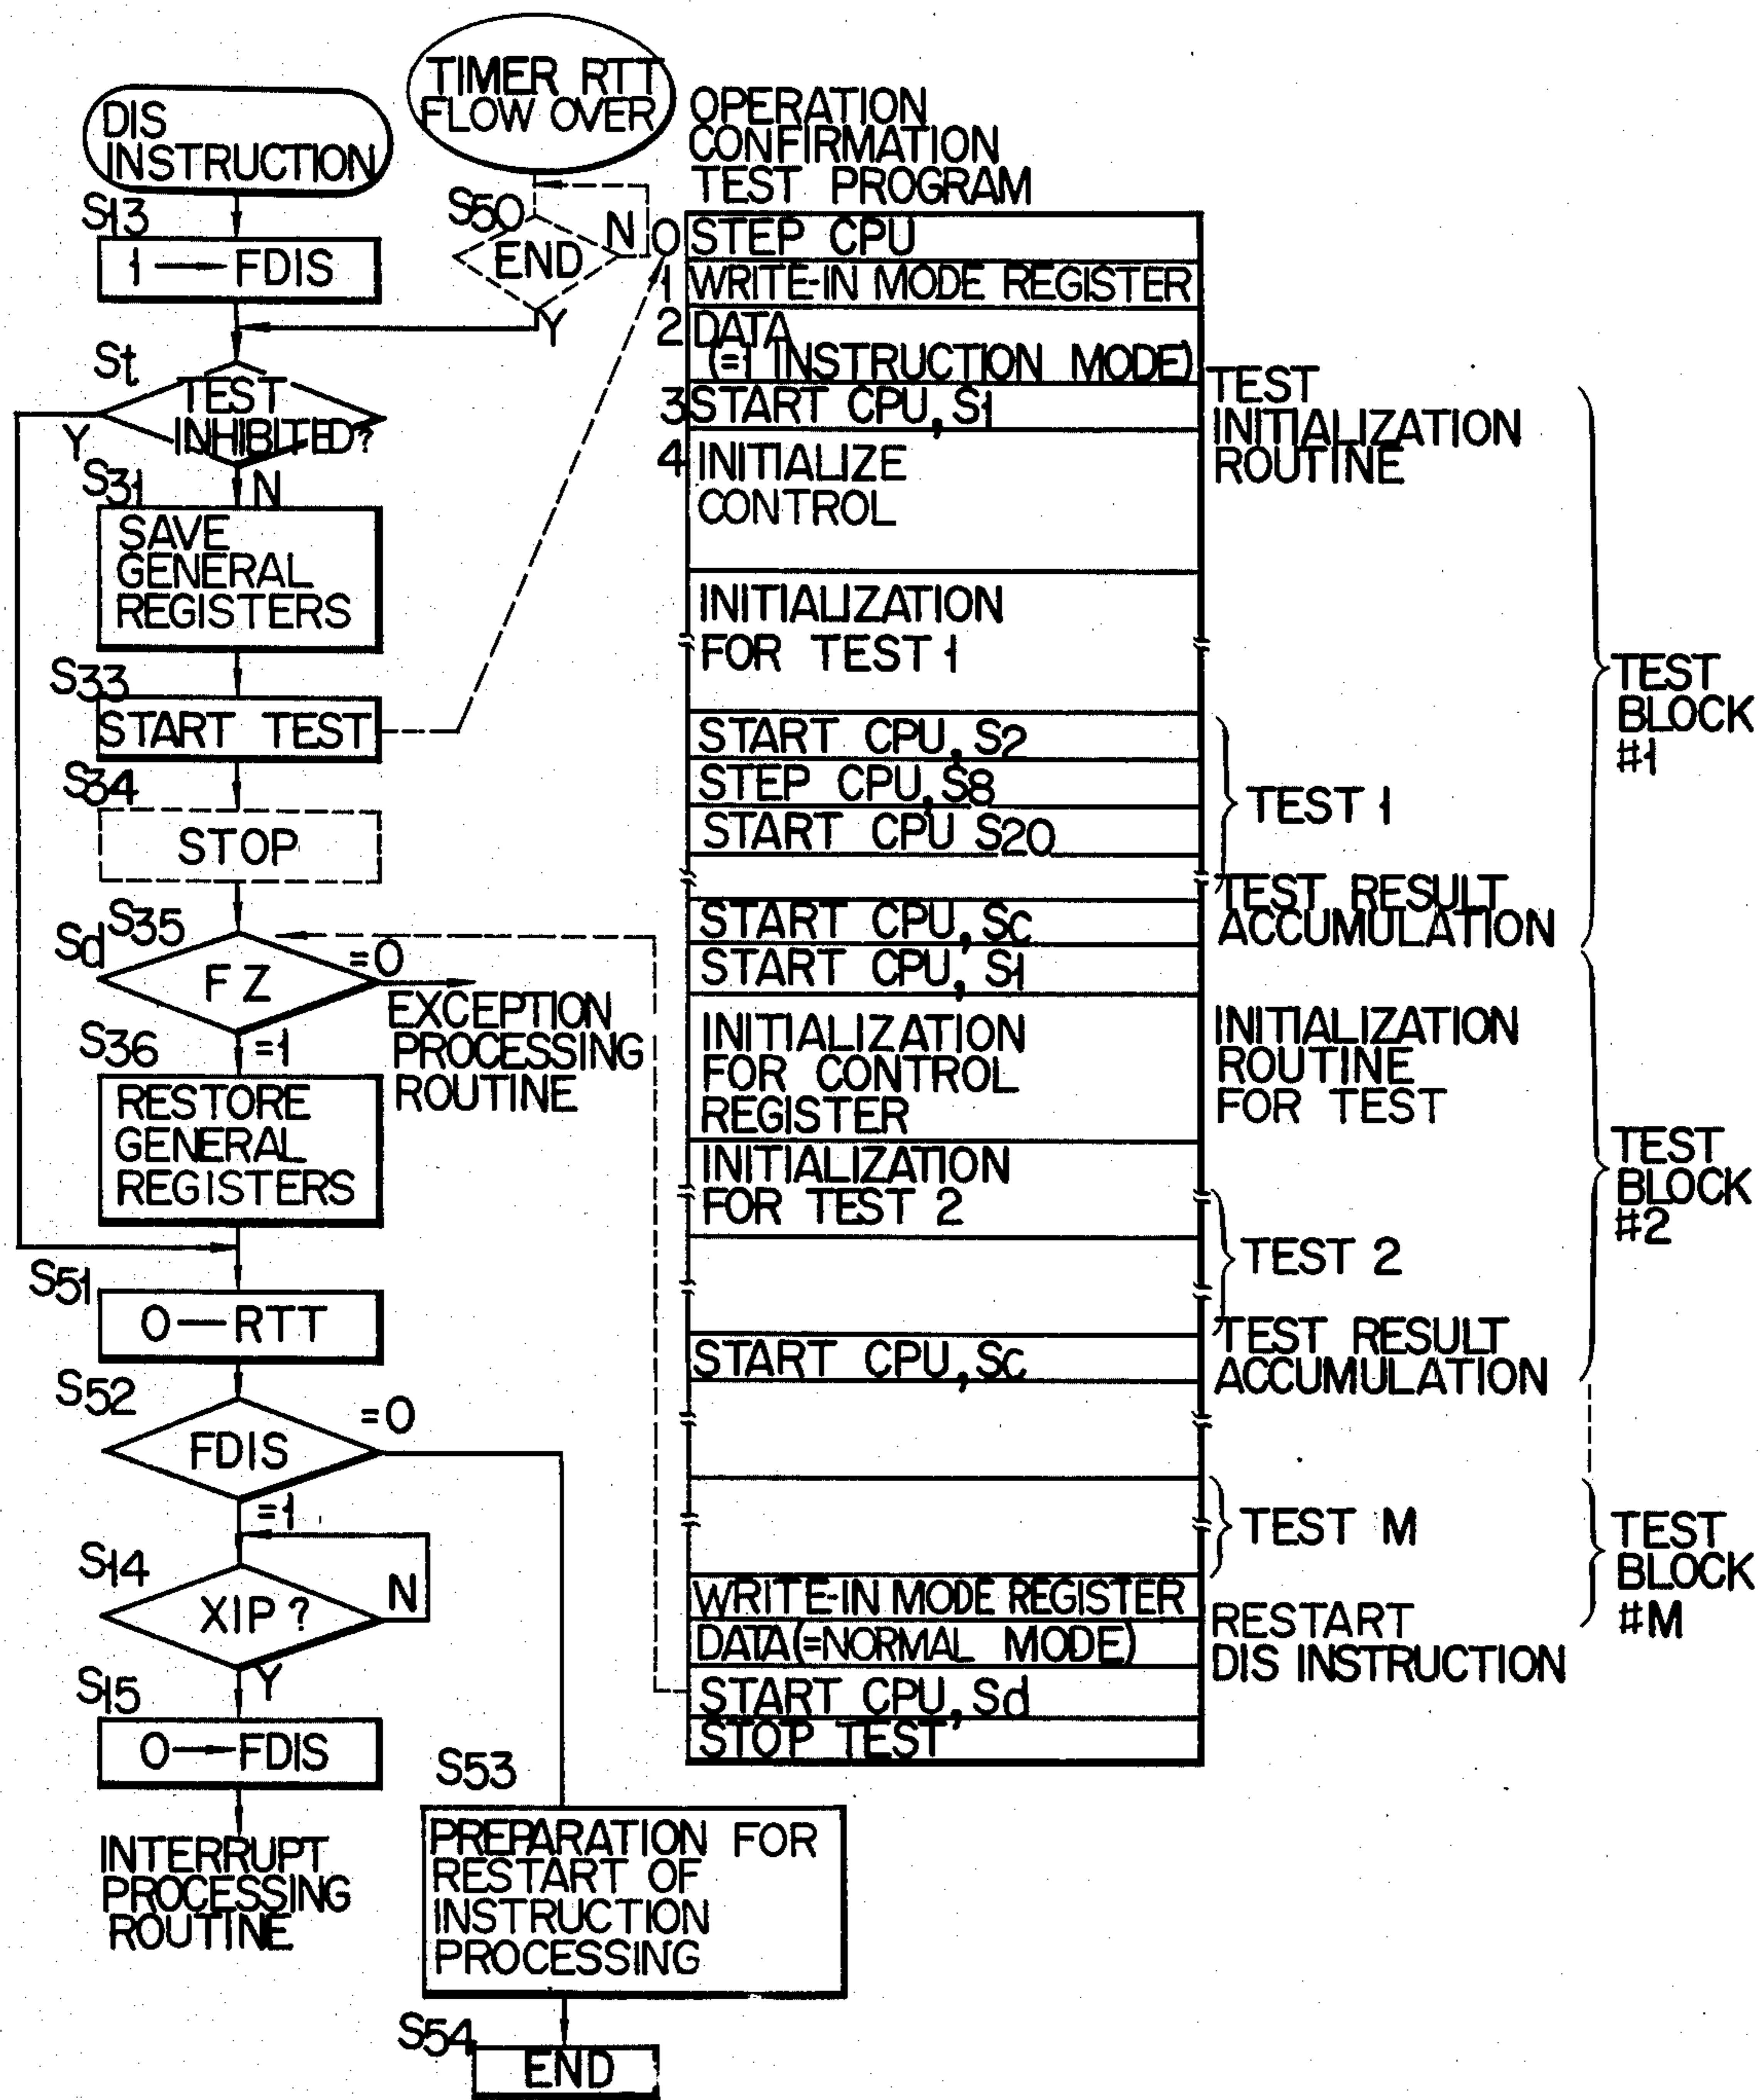 DIS
INSTRUCTION
TIMER RTT
FLOW OVER
S13
1 → FDIS
S50
END
N
Y
St
TEST
INHIBITED?
Y
N
S31
SAVE
GENERAL
REGISTERS
S33
START TEST
S34
STOP
S35
Sd
FZ
=0
EXCEPTION
PROCESSING
ROUTINE
=1
S36
RESTORE
GENERAL
REGISTERS
S51
0—RTT
S52
FDIS
=0
=1
S14
XIP?
N
Y
S15
0→FDIS
INTERRUPT
PROCESSING
ROUTINE
S53
PREPARATION FOR
RESTART OF
INSTRUCTION
PROCESSING
S54
END
OPERATION
CONFIRMATION
TEST PROGRAM
0 STEP CPU
1 WRITE-IN MODE REGISTER
2 DATA
(=1 INSTRUCTION MODE)
3 START CPU, S1
4 INITIALIZE
CONTROL
INITIALIZATION
FOR TEST 1
START CPU, S2
STEP CPU, S8
START CPU S20
START CPU, Sc
START CPU, S1
INITIALIZATION
FOR CONTROL
REGISTER
INITIALIZATION
FOR TEST 2
START CPU, Sc
WRITE-IN MODE REGISTER
DATA(=NORMAL MODE)
START CPU, Sd
STOP TEST
TEST
INITIALIZATION
ROUTINE
TEST 1
TEST RESULT
ACCUMULATION
INITIALIZATION
ROUTINE
FOR TEST
TEST 2
TEST RESULT
ACCUMULATION
TEST M
RESTART
DIS INSTRUCTION
TEST
BLOCK
#1
TEST
BLOCK
#2
TEST
BLOCK
#M